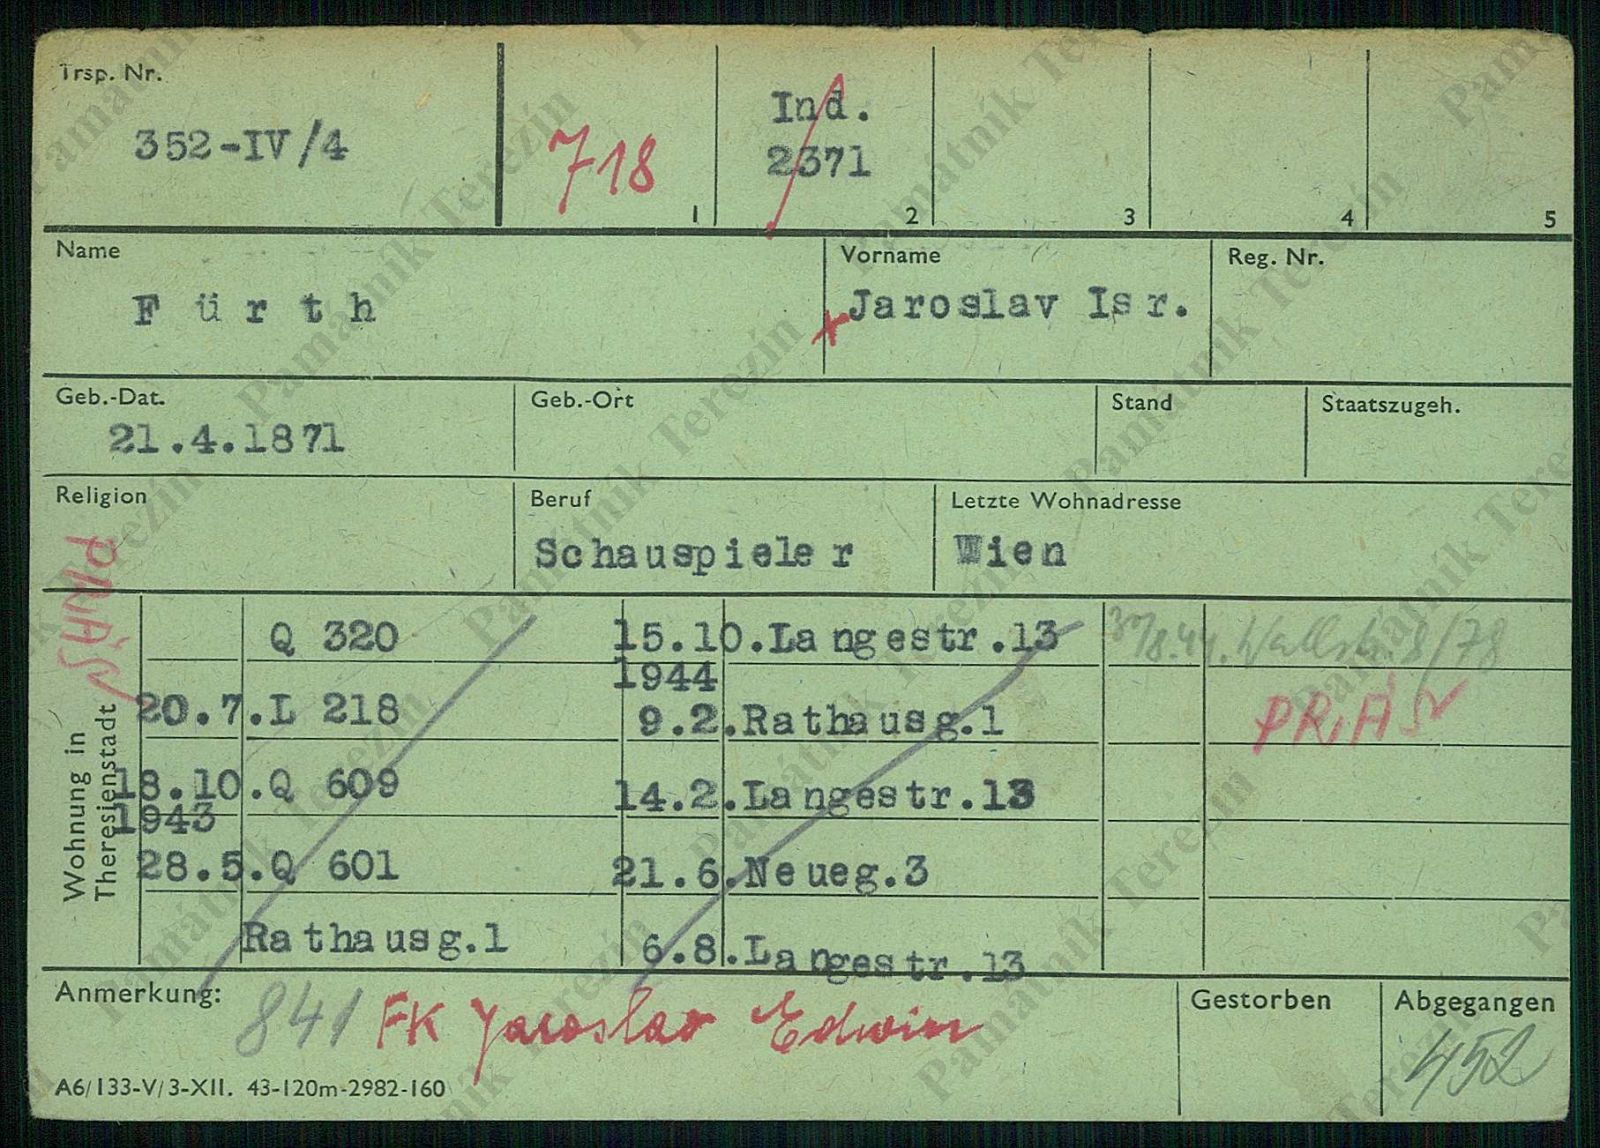 Trsp. Nr.
352-IV/4
718
1
Ind.
2371
2
3
4
5
Name
Fürth
Vorname
Jaroslav Isr.
Reg. Nr.
Geb.-Dat.
21.4.1871
Geb.-Ort
Stand
Staatszugeh.
Religion
Beruf
Schauspieler
Letzte Wohnadresse
Wien
Wohnung in
Theresienstadt
Q 320
20.7. L 218
18.10. Q 609
1943
28.5. Q 601
Rathausg.1
15.10. Langestr.13
1944
9.2. Rathausg.1
14.2. Langestr.13
21.6. Neueg.3
6.8. Langestr.13
8/78
Anmerkung:
841 FK Jaroslav Edwin
Gestorben
Abgegangen
452
A6/133-V/3-XII. 43-120m-2982-160
Památník Terezín